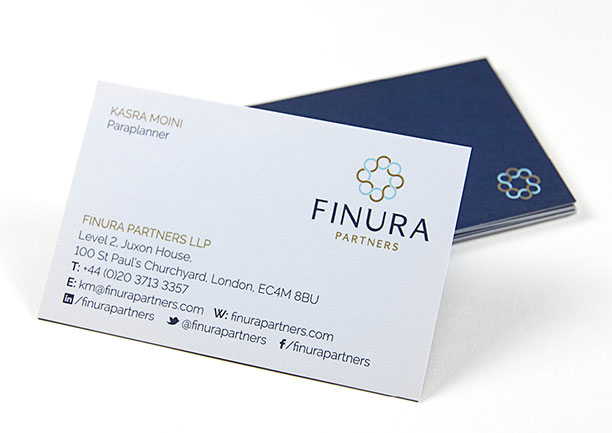 KASRA MOINI
Paraplanner
FINURA
PARTNERS
FINURA PARTNERS LLP
Level 2, Juxon House,
100 St Paul's Churchyard, London, EC4M 8BU
T: +44 (0)20 3713 3357
E: km@finurapartners.com W: finurapartners.com
in/finurapartners @finurapartners f/finurapartners